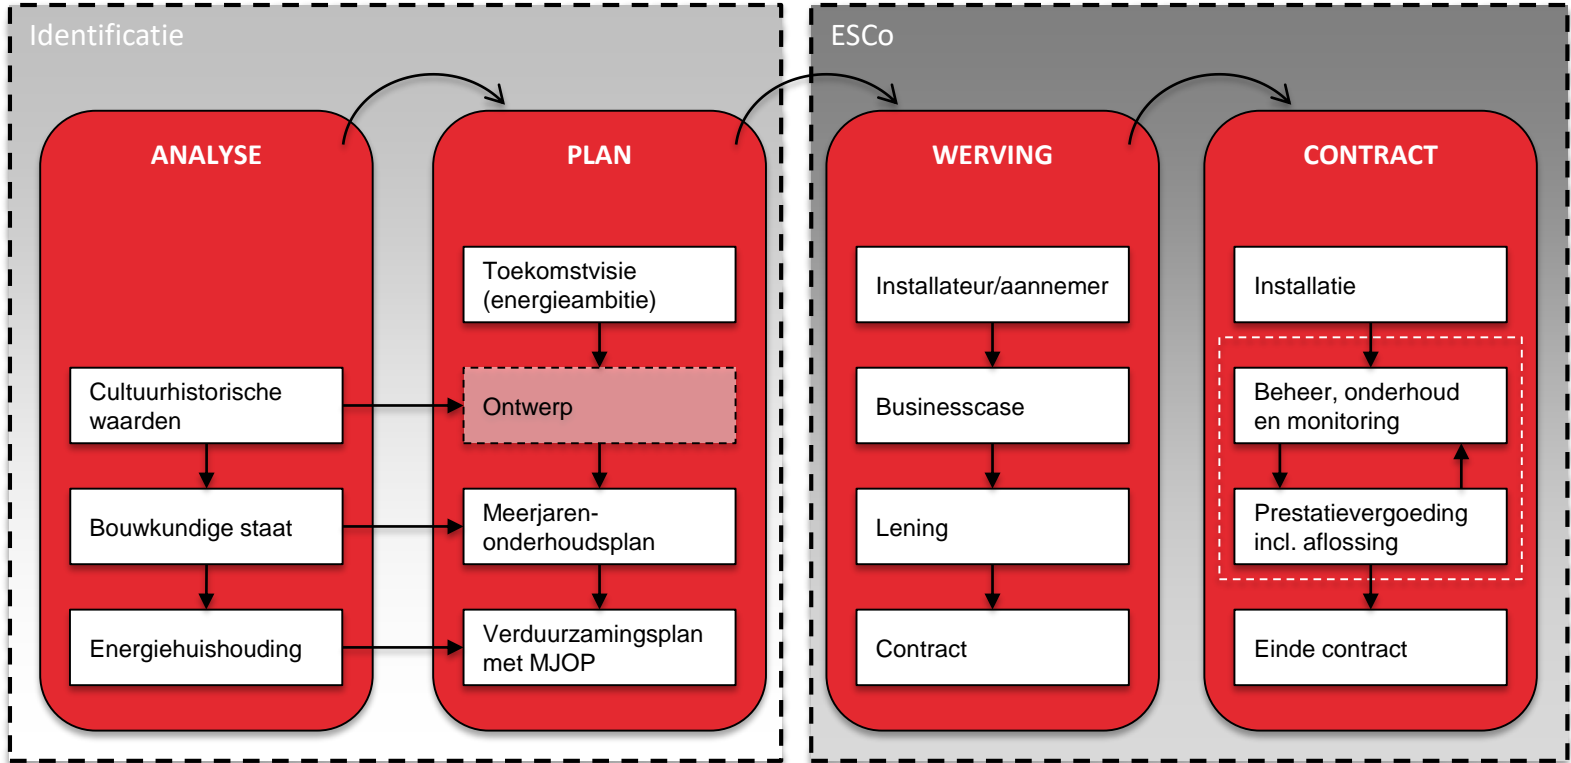 Identificatie
ANALYSE
Cultuurhistorische
waarden
Bouwkundige staat
Energiehuishouding
PLAN
Toekomstvisie
(energieambitie)
Ontwerp
Meerjaren-
onderhoudsplan
Verduurzamingsplan
met MJOP
ESCo
WERVING
Installateur/aannemer
Businesscase
Lening
Contract
CONTRACT
Installatie
Beheer, onderhoud
en monitoring
Prestatievergoeding
incl. aflossing
Einde contract